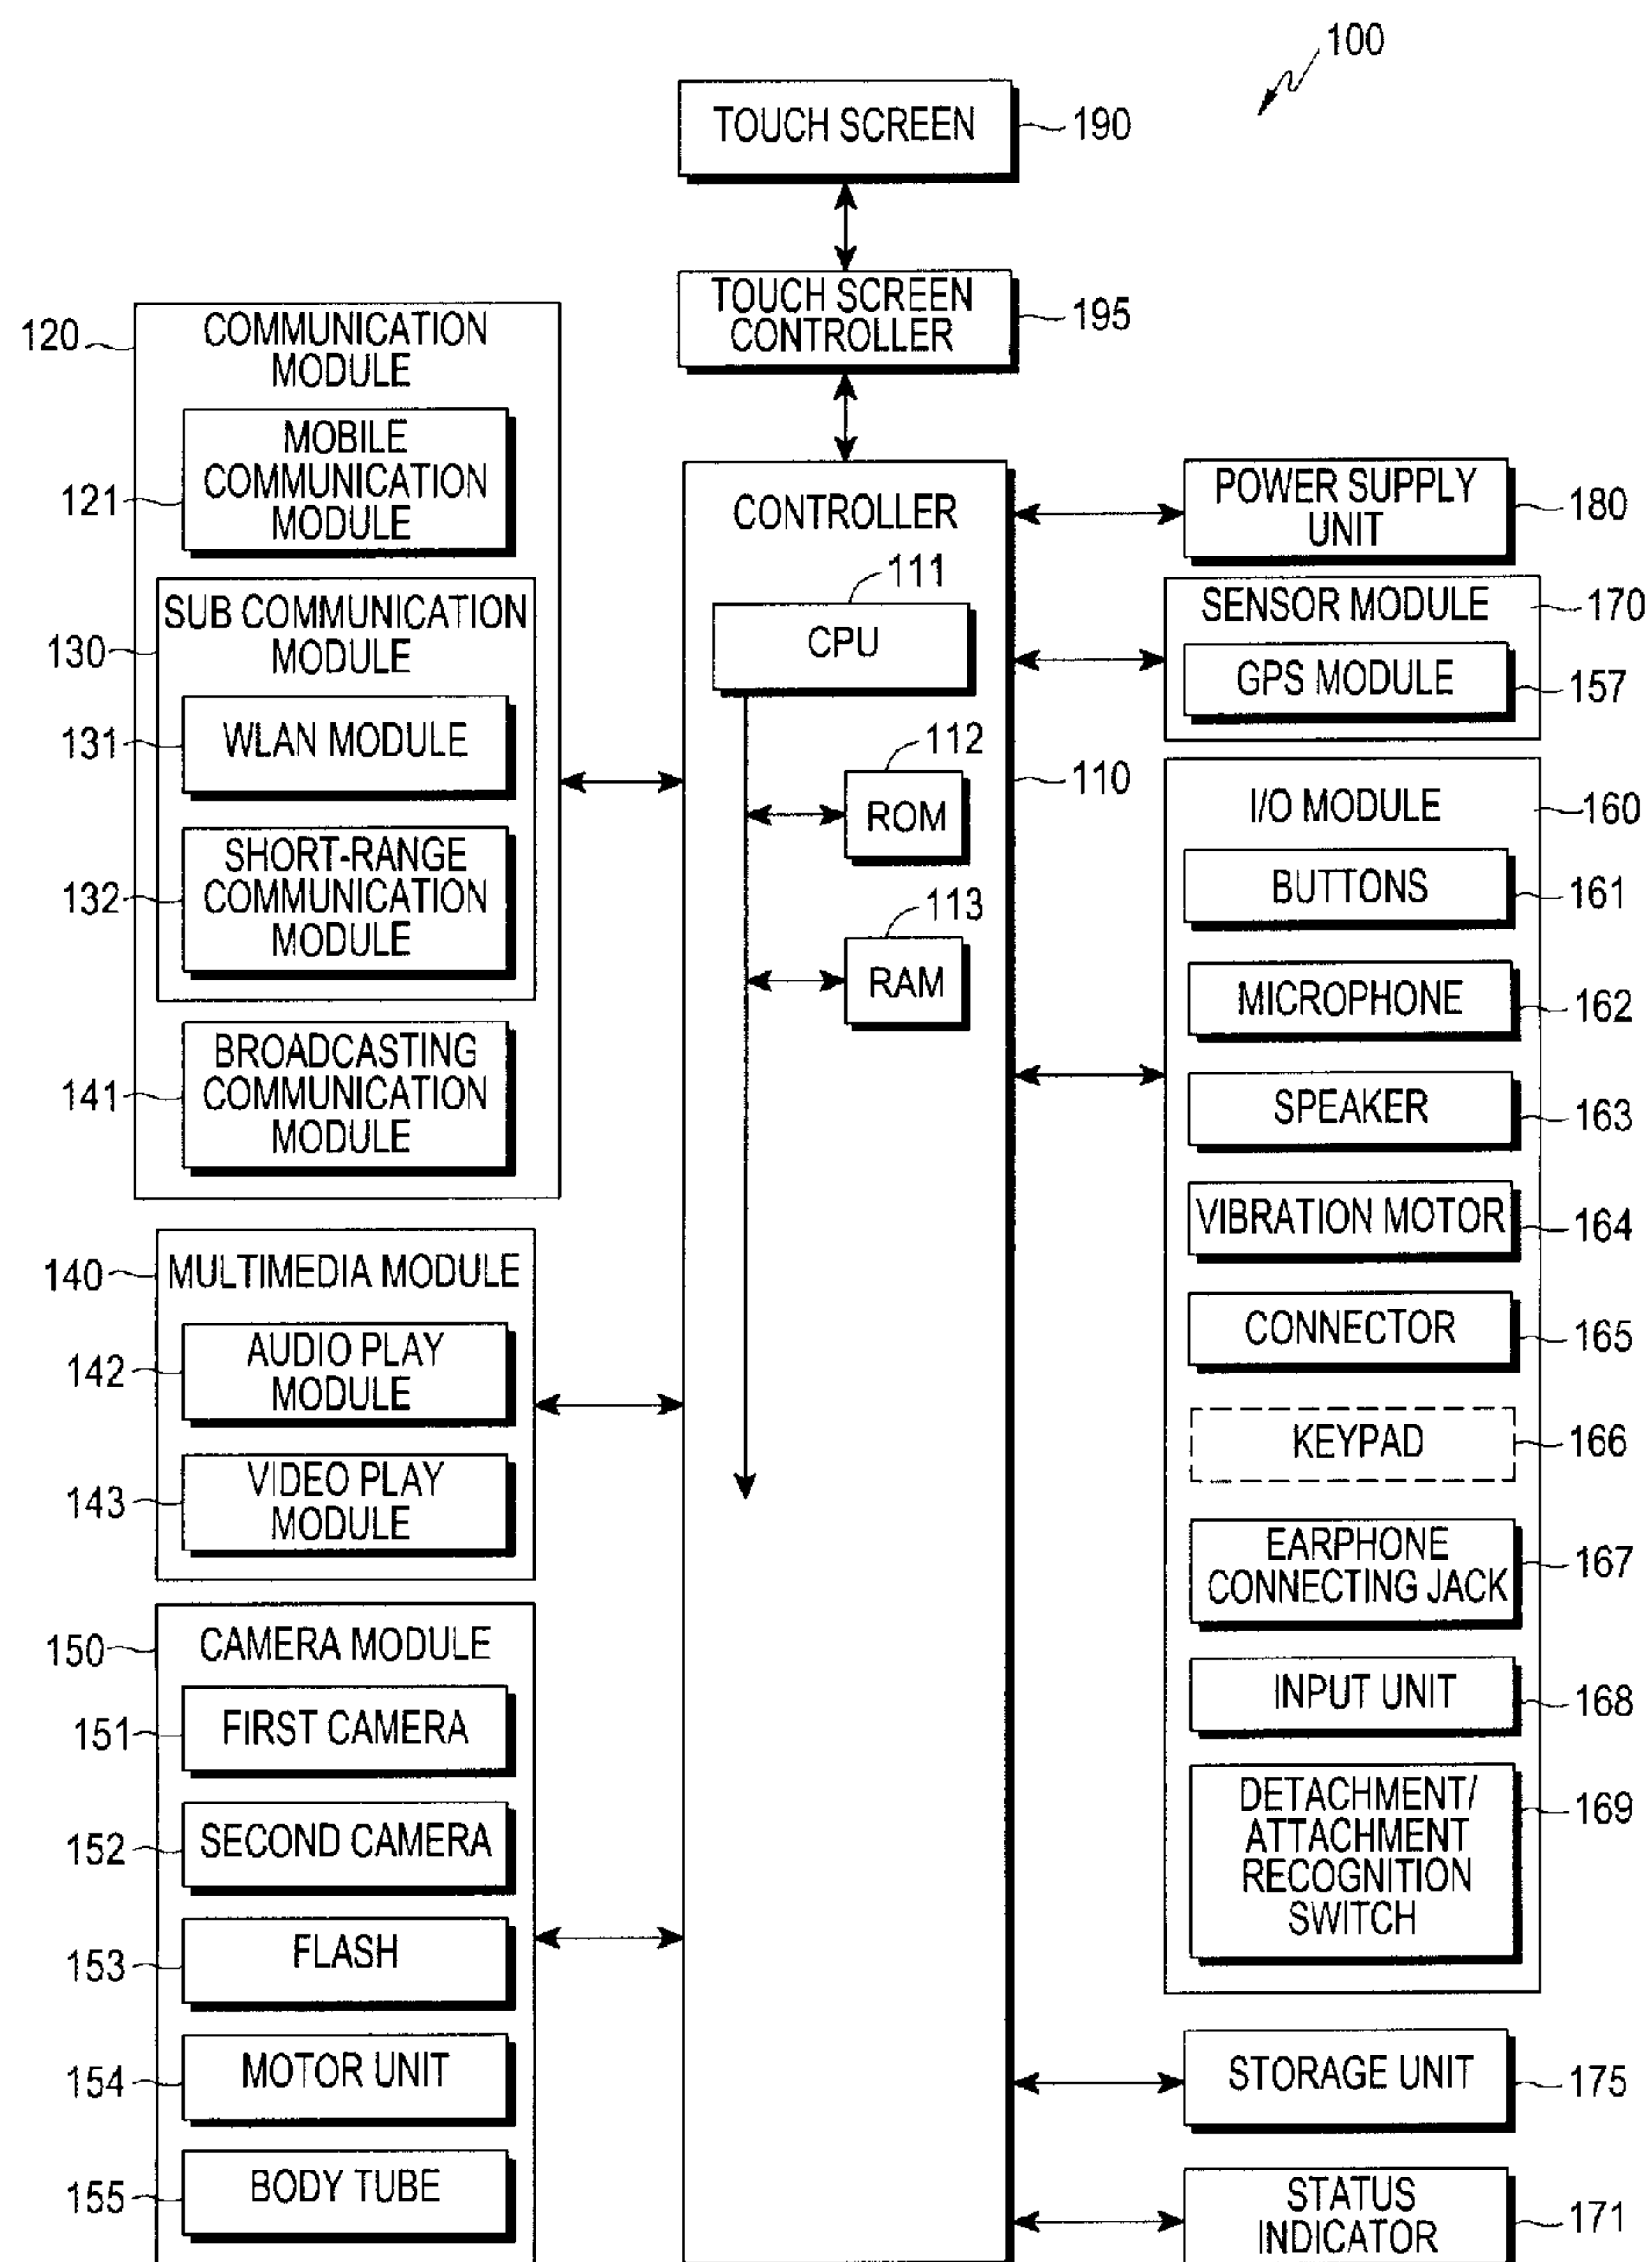 100
TOUCH SCREEN
190
TOUCH SCREEN
CONTROLLER
195
120
COMMUNICATION
MODULE
121
MOBILE
COMMUNICATION
MODULE
130
SUB COMMUNICATION
MODULE
131
WLAN MODULE
132
SHORT-RANGE
COMMUNICATION
MODULE
141
BROADCASTING
COMMUNICATION
MODULE
140
MULTIMEDIA MODULE
142
AUDIO PLAY
MODULE
143
VIDEO PLAY
MODULE
150
CAMERA MODULE
151
FIRST CAMERA
152
SECOND CAMERA
153
FLASH
154
MOTOR UNIT
155
BODY TUBE
CONTROLLER
110
111
CPU
112
ROM
113
RAM
POWER SUPPLY
UNIT
180
SENSOR MODULE
170
GPS MODULE
157
I/O MODULE
160
BUTTONS
161
MICROPHONE
162
SPEAKER
163
VIBRATION MOTOR
164
CONNECTOR
165
KEYPAD
166
EARPHONE
CONNECTING JACK
167
INPUT UNIT
168
DETACHMENT/
ATTACHMENT
RECOGNITION
SWITCH
169
STORAGE UNIT
175
STATUS
INDICATOR
171